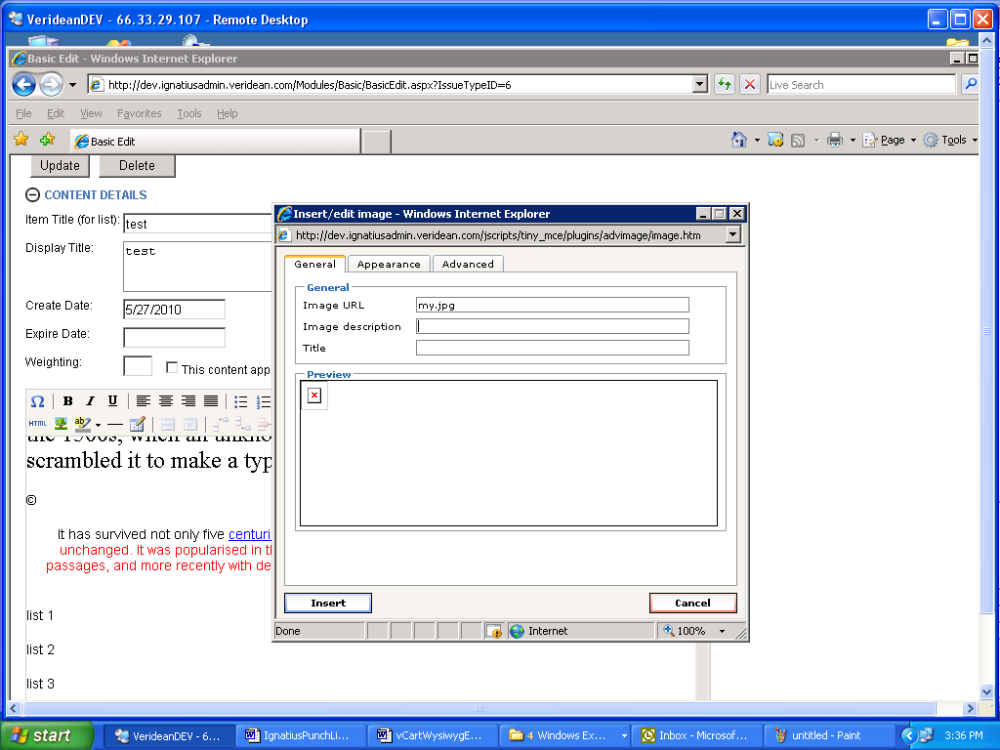 VerideanDEV - 66.33.29.107 - Remote Desktop
Basic Edit - Windows Internet Explorer
http://dev.ignatiusadmin.veridean.com/Modules/Basic/BasicEdit.aspx?IssueTypeID=6
Live Search
File Edit View Favorites Tools Help
Basic Edit
Page Tools
Update Delete
CONTENT DETAILS
Item Title (for list): test
Display Title: test
Create Date: 5/27/2010
Expire Date:
Weighting: This content app
Ω B I U
HTML ab
scrambled it to make a typ
©
It has survived not only five centuri
unchanged. It was popularised in th
passages, and more recently with de
list 1
list 2
list 3
Insert/edit image - Windows Internet Explorer
http://dev.ignatiusadmin.veridean.com/jscripts/tiny_mce/plugins/advimage/image.htm
General Appearance Advanced
General
Image URL my.jpg
Image description
Title
Preview
Insert Cancel
Done Internet 100%
start VerideanDEV - 6... IgnatiusPunchLi... vCartWysiwygE... 4 Windows Ex... Inbox - Microsof... untitled - Paint 3:36 PM